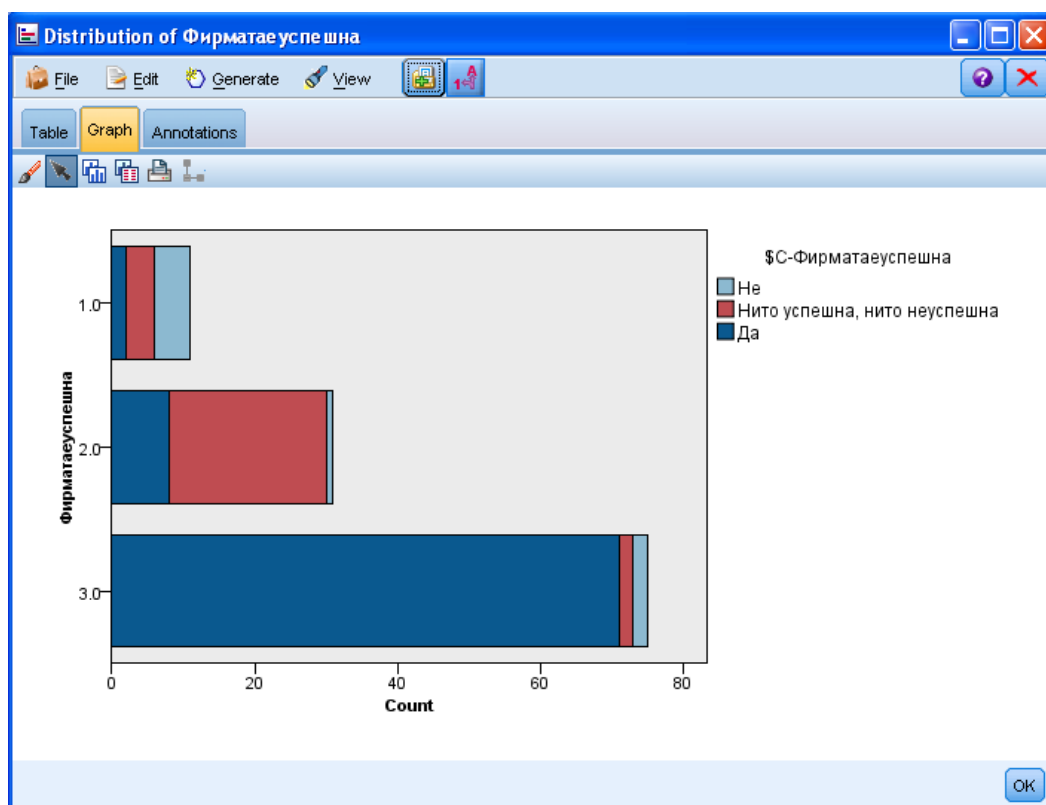 Distribution of Фирматаеуспешна
File Edit Generate View
A
1
Table Graph Annotations
$C-Фирматаеуспешна
Не
Нито успешна, нито неуспешна
Да
Фирматаеуспешна
1.0
2.0
3.0
0 20 40 60 80
Count
OK